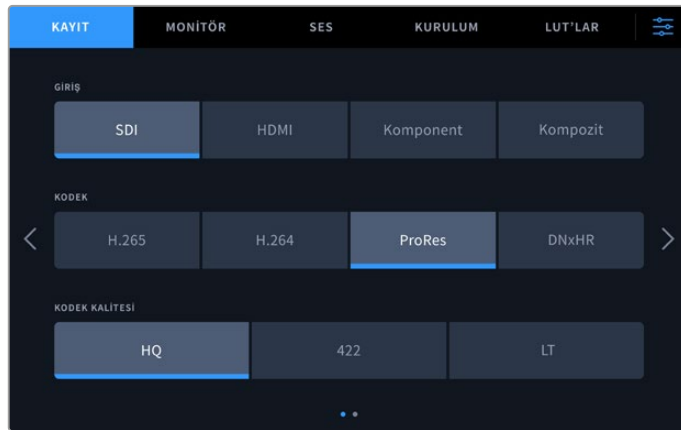 KAYIT MONİTÖR SES KURULUM LUT’LAR
GİRİŞ
SDI HDMI Komponent Kompozit
KODEK
H.265 H.264 ProRes DNxHR
KODEK KALİTESİ
HQ 422 LT